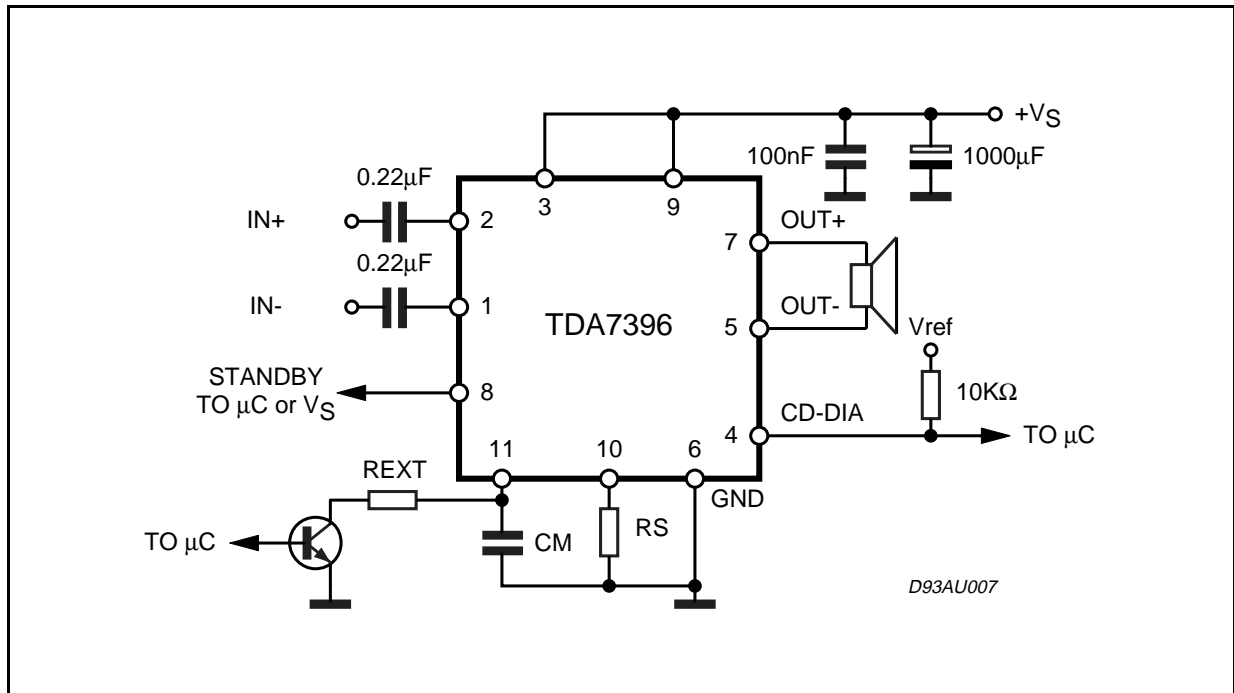 +VS
100nF
1000μF
0.22μF
3
9
IN+
2
OUT+
7
0.22μF
IN-
1
OUT-
5
TDA7396
Vref
STANDBY
TO μC or VS
8
10KΩ
CD-DIA
4
TO μC
11
10
6
REXT
GND
CM
RS
TO μC
D93AU007